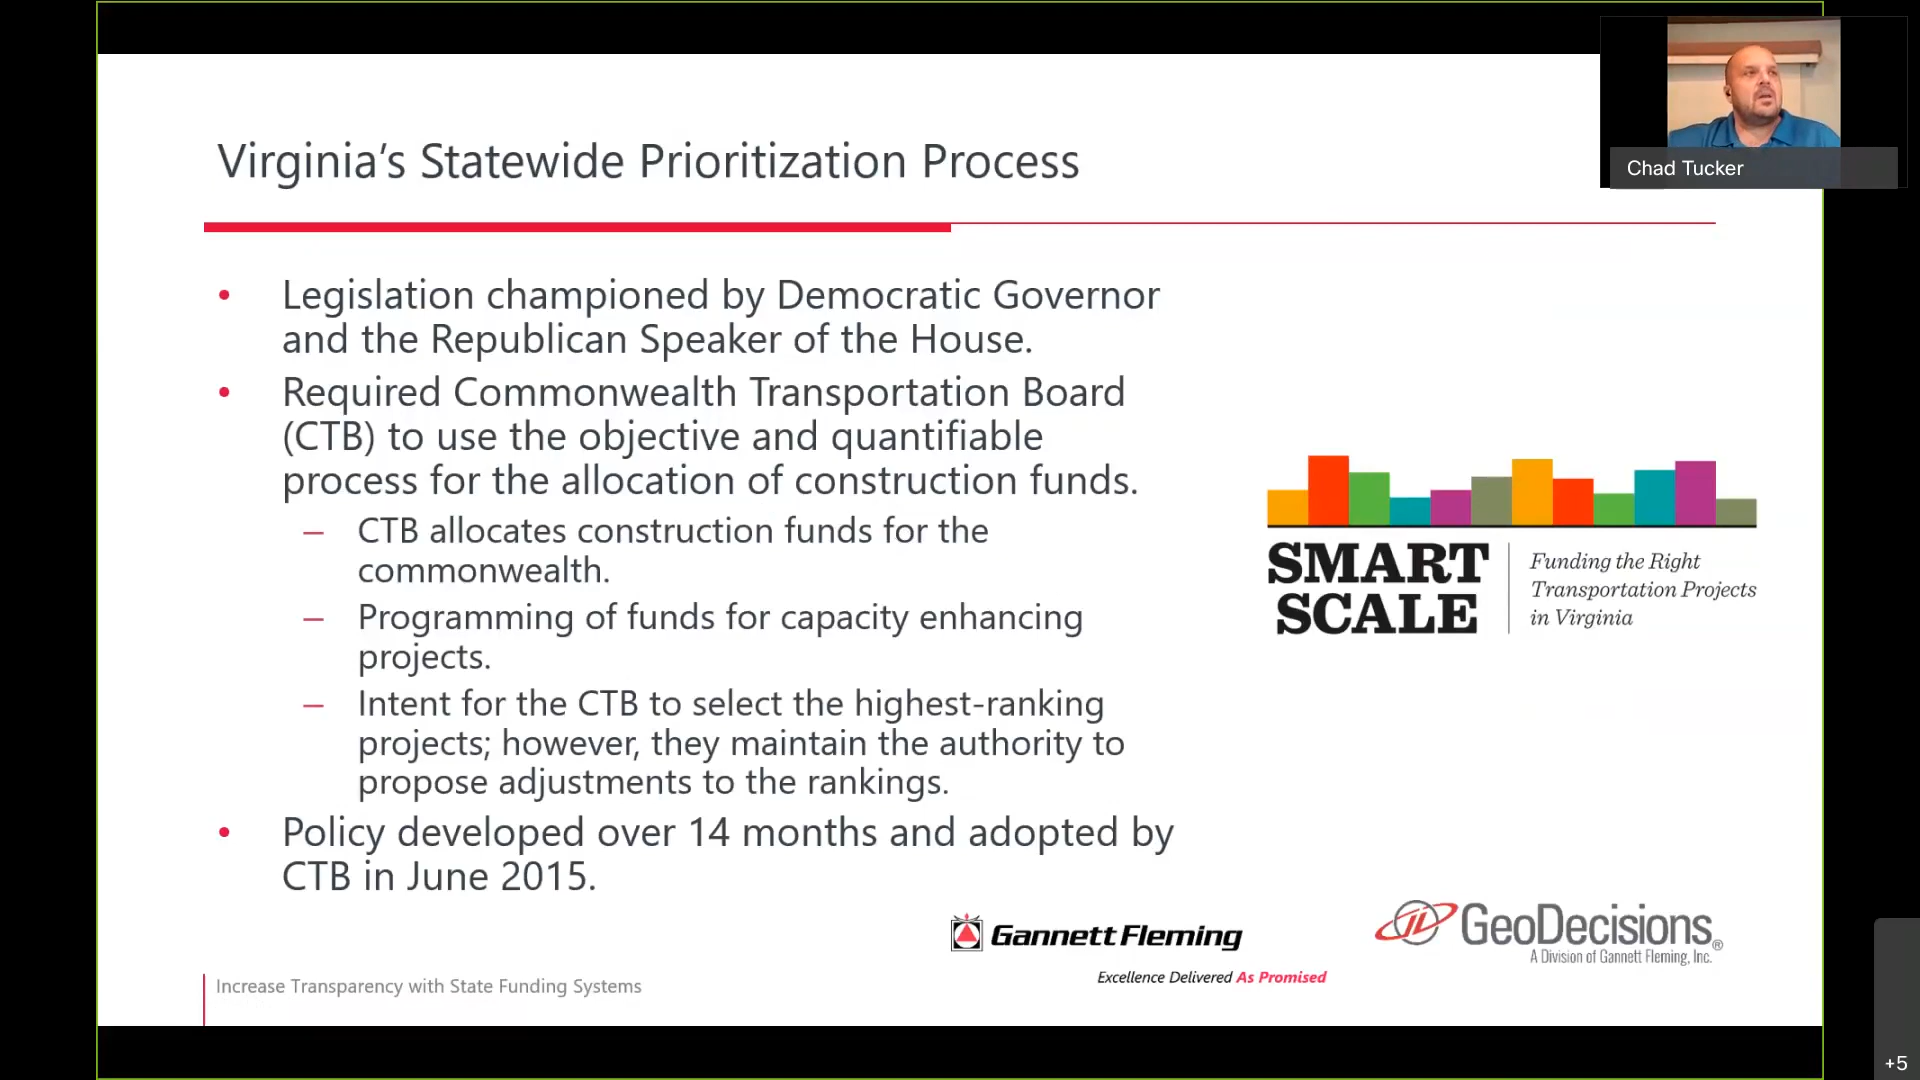 Chad Tucker
Virginia’s Statewide Prioritization Process
• Legislation championed by Democratic Governor
and the Republican Speaker of the House.
• Required Commonwealth Transportation Board
(CTB) to use the objective and quantifiable
process for the allocation of construction funds.
– CTB allocates construction funds for the
commonwealth.
– Programming of funds for capacity enhancing
projects.
– Intent for the CTB to select the highest-ranking
projects; however, they maintain the authority to
propose adjustments to the rankings.
• Policy developed over 14 months and adopted by
CTB in June 2015.
SMART
SCALE
Funding the Right
Transportation Projects
in Virginia
Gannett Fleming
Excellence Delivered As Promised
GeoDecisions®
A Division of Gannett Fleming, Inc.
Increase Transparency with State Funding Systems
+5